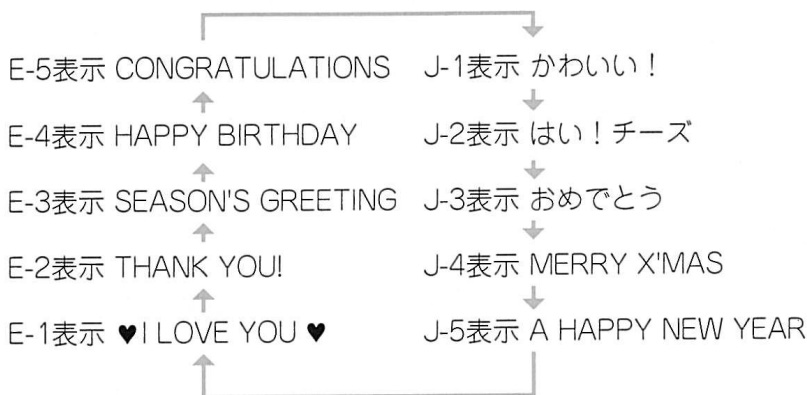 E-5表示 CONGRATULATIONS
E-4表示 HAPPY BIRTHDAY
E-3表示 SEASON'S GREETING
E-2表示 THANK YOU!
E-1表示 ♥I LOVE YOU ♥
J-1表示 かわいい！
J-2表示 はい！チーズ
J-3表示 おめでとう
J-4表示 MERRY X'MAS
J-5表示 A HAPPY NEW YEAR